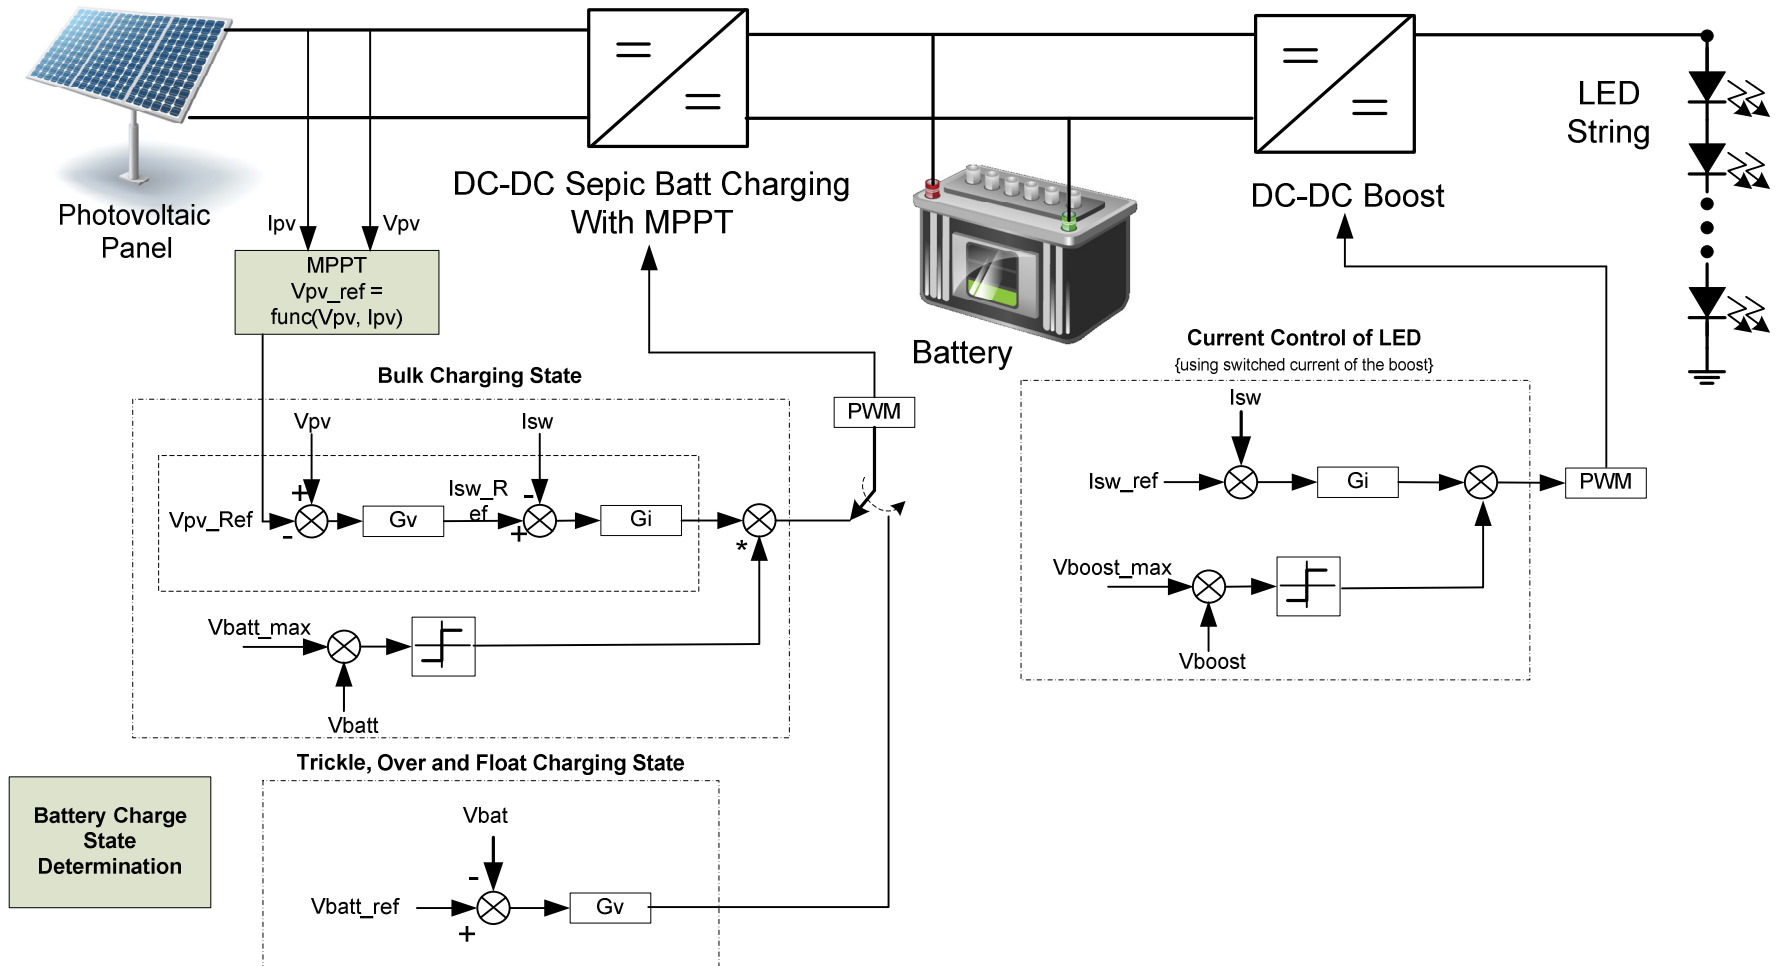 Photovoltaic
Panel
DC-DC Sepic Batt Charging
With MPPT
DC-DC Boost
LED
String
Ipv
Vpv
MPPT
Vpv_ref =
func(Vpv, Ipv)
Battery
Bulk Charging State
Vpv
Isw
+
-
Vpv_Ref
-
Gv
Isw_R
ef
+
Gi
*
PWM
Vbatt_max
Vbatt
Current Control of LED
{using switched current of the boost}
Isw
Isw_ref
Gi
PWM
Vboost_max
Vboost
Trickle, Over and Float Charging State
Vbat
-
Vbatt_ref
+
Gv
Battery Charge
State
Determination